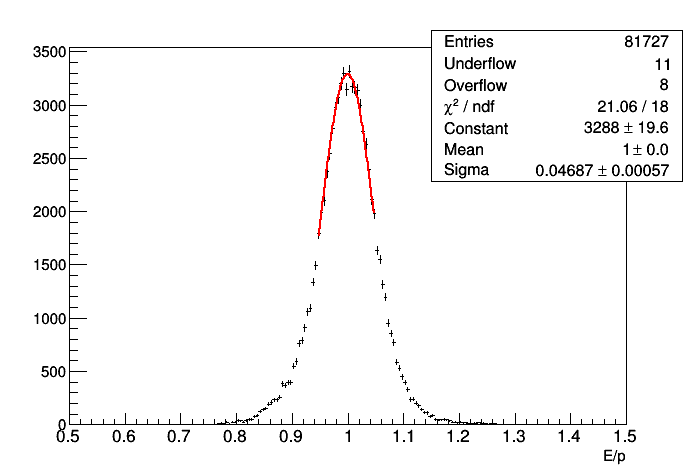 Entries 81727
Underflow 11
Overflow 8
χ² / ndf 21.06 / 18
Constant 3288 ± 19.6
Mean 1 ± 0.0
Sigma 0.04687 ± 0.00057
3500
3000
2500
2000
1500
1000
500
0
0.5 0.6 0.7 0.8 0.9 1 1.1 1.2 1.3 1.4 1.5
E/p